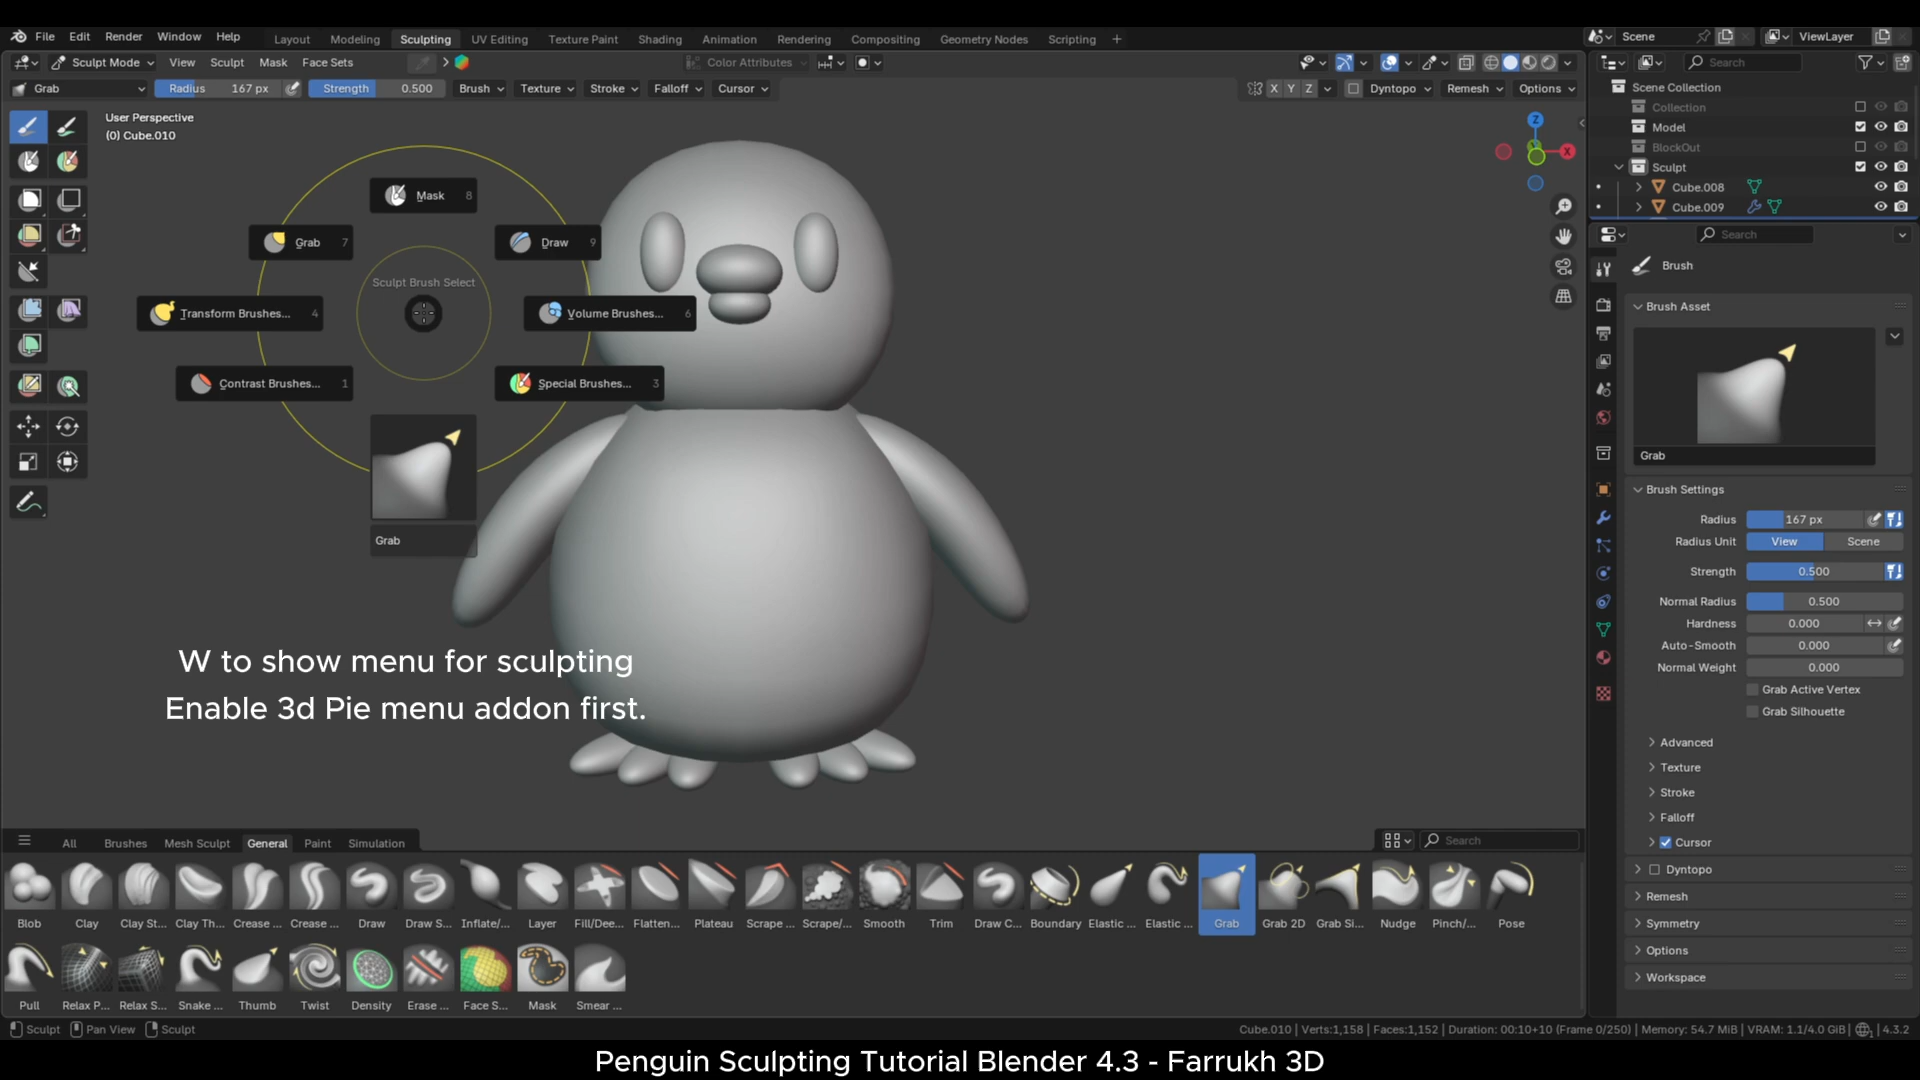 File Edit Render Window Help Layout Modeling Sculpting UV Editing Texture Paint Shading Animation Rendering Compositing Geometry Nodes Scripting + Scene ViewLayer
Sculpt Mode View Sculpt Mask Face Sets Color Attributes Search
Grab Radius 167 px Strength 0.500 Brush Texture Stroke Falloff Cursor X Y Z Dyntopo Remesh Options
User Perspective
(0) Cube.010
Z
X
Scene Collection
Collection
Model
BlockOut
Sculpt
Cube.008
Cube.009
Mask 8
Grab 7
Draw 9
Sculpt Brush Select
Transform Brushes... 4
Volume Brushes... 6
Contrast Brushes... 1
Special Brushes... 3
Grab
W to show menu for sculpting
Enable 3d Pie menu addon first.
Search
Brush
Brush Asset
Grab
Brush Settings
Radius 167 px
Radius Unit View Scene
Strength 0.500
Normal Radius 0.500
Hardness 0.000
Auto-Smooth 0.000
Normal Weight 0.000
Grab Active Vertex
Grab Silhouette
Advanced
Texture
Stroke
Falloff
Cursor
Dyntopo
Remesh
Symmetry
Options
Workspace
All Brushes Mesh Sculpt General Paint Simulation Search
Blob Clay Clay St... Clay Th... Crease ... Crease ... Draw Draw S... Inflate/... Layer Fill/Dee... Flatten... Plateau Scrape ... Scrape/... Smooth Trim Draw C... Boundary Elastic ... Elastic ... Grab Grab 2D Grab Si... Nudge Pinch/... Pose
Pull Relax P... Relax S... Snake ... Thumb Twist Density Erase ... Face S... Mask Smear ...
Sculpt Pan View Sculpt Cube.010 | Verts:1,158 | Faces:1,152 | Duration: 00:10+10 (Frame 0/250) | Memory: 54.7 MiB | VRAM: 1.1/4.0 GiB | 4.3.2
Penguin Sculpting Tutorial Blender 4.3 - Farrukh 3D